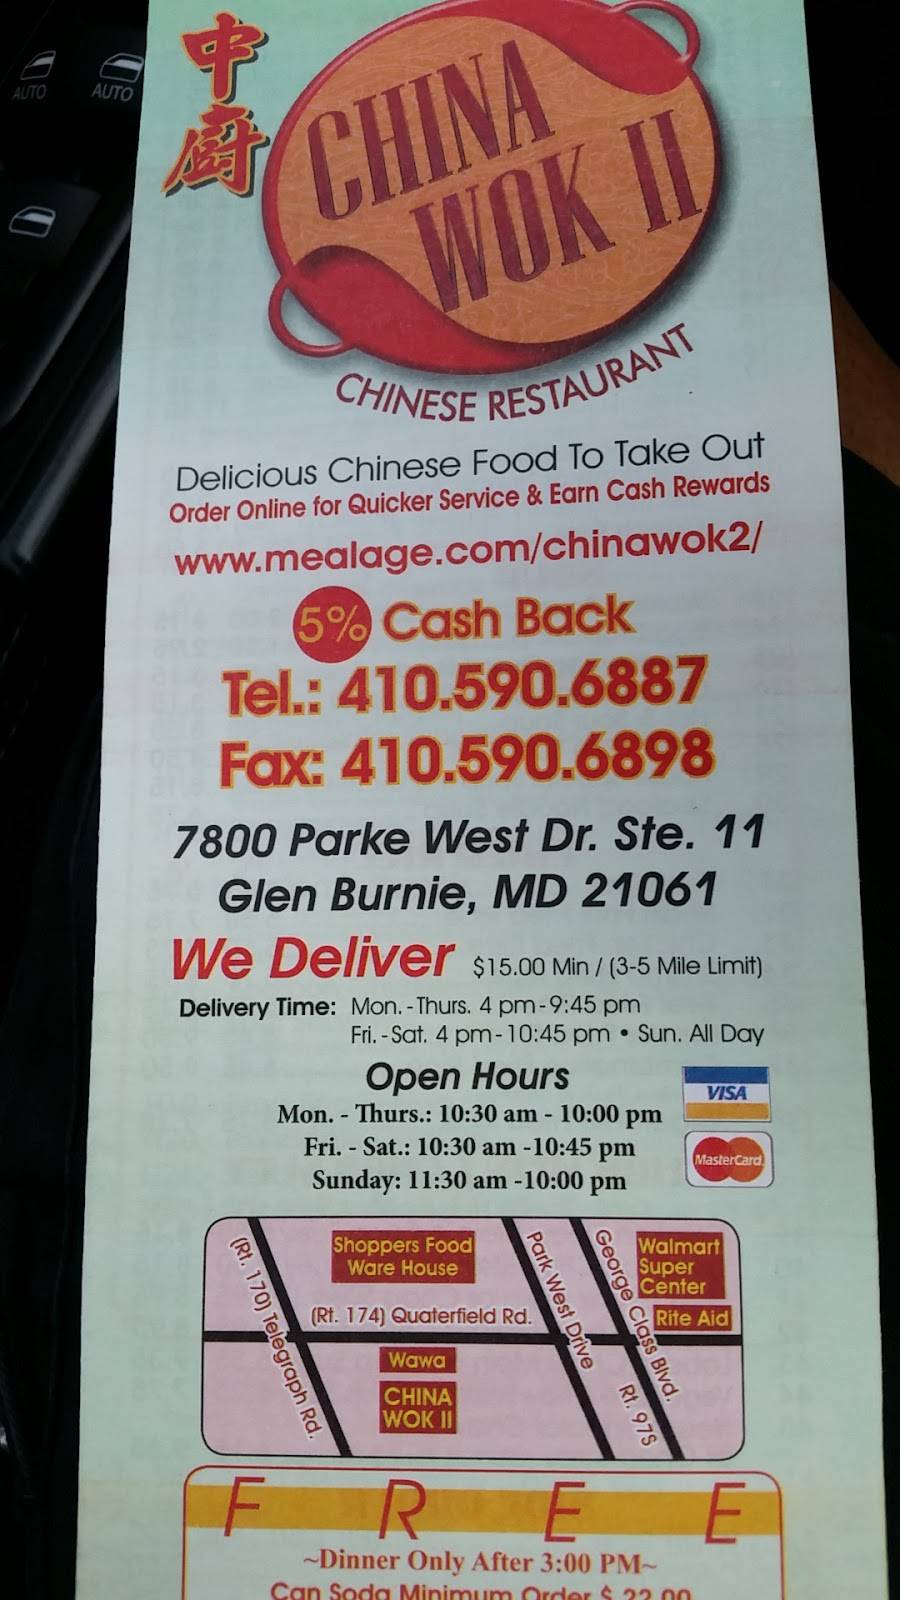 AUTO
AUTO
中廚
CHINA
WOK II
CHINESE RESTAURANT
Delicious Chinese Food To Take Out
Order Online for Quicker Service & Earn Cash Rewards
www.mealage.com/chinawok2/
5% Cash Back
Tel.: 410.590.6887
Fax: 410.590.6898
7800 Parke West Dr. Ste. 11
Glen Burnie, MD 21061
We Deliver $15.00 Min / (3-5 Mile Limit)
Delivery Time: Mon.-Thurs. 4 pm-9:45 pm
Fri.-Sat. 4 pm-10:45 pm • Sun. All Day
Open Hours
Mon. - Thurs.: 10:30 am - 10:00 pm
Fri. - Sat.: 10:30 am -10:45 pm
Sunday: 11:30 am -10:00 pm
VISA
MasterCard
(Rt. 170) Telegraph Rd.
Shoppers Food
Ware House
(Rt. 174) Quaterfield Rd.
Wawa
CHINA
WOK II
Park West Drive
George Class Blvd.
Rt. 97S
Walmart
Super
Center
Rite Aid
F R E E
~Dinner Only After 3:00 PM~
Can Soda Minimum Order $ 22.00